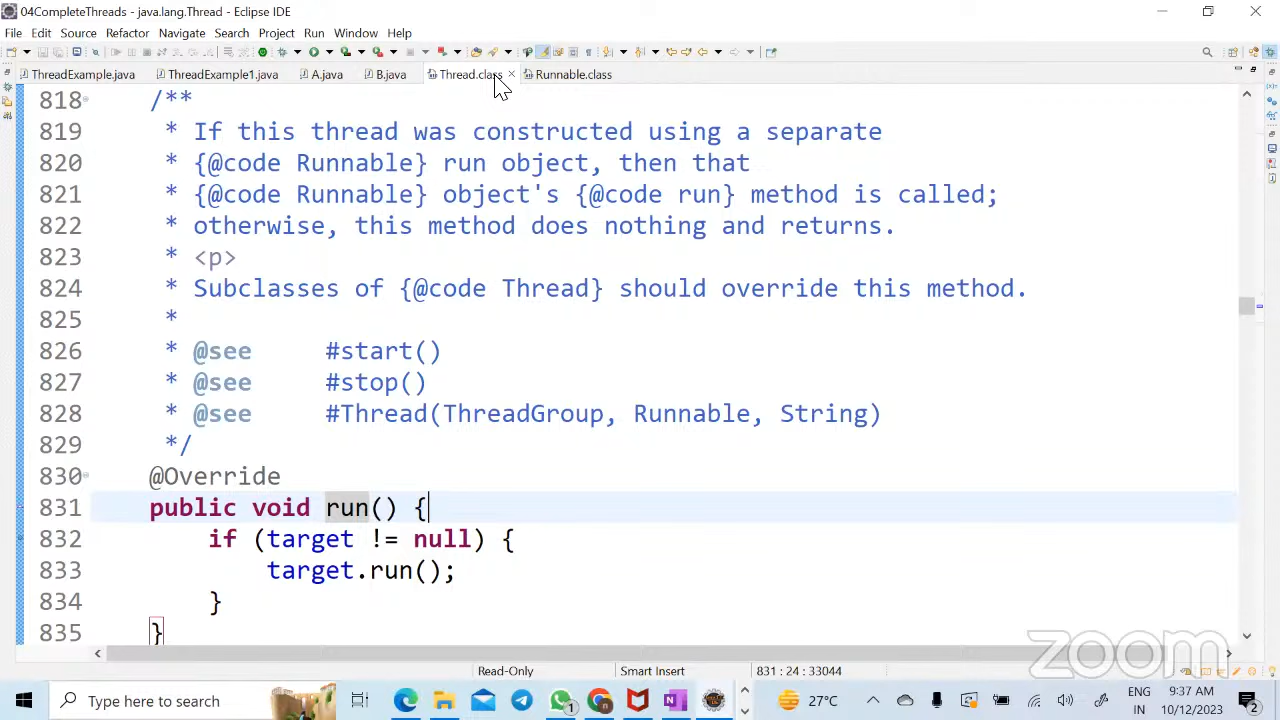 04CompleteThreads - java.lang.Thread - Eclipse IDE
File Edit Source Refactor Navigate Search Project Run Window Help
ThreadExample.java ThreadExample1.java A.java B.java Thread.class Runnable.class
818 /**
819 * If this thread was constructed using a separate
820 * {@code Runnable} run object, then that
821 * {@code Runnable} object's {@code run} method is called;
822 * otherwise, this method does nothing and returns.
823 * <p>
824 * Subclasses of {@code Thread} should override this method.
825 *
826 * @see #start()
827 * @see #stop()
828 * @see #Thread(ThreadGroup, Runnable, String)
829 */
830 @Override
831 public void run() {
832 if (target != null) {
833 target.run();
834 }
835 }
zoom
Read-Only Smart Insert 831 : 24 : 33044
Type here to search 1 27°C ENG IN 9:37 AM 10/12/2023 2